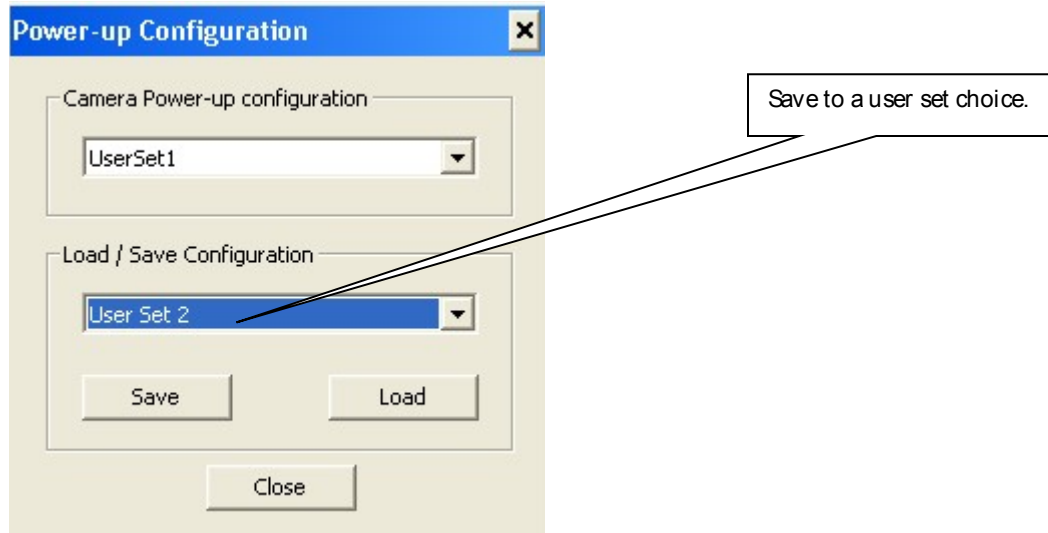 Power-up Configuration
Camera Power-up configuration
UserSet1
Load / Save Configuration
User Set 2
Save Load
Close
Save to a user set choice.